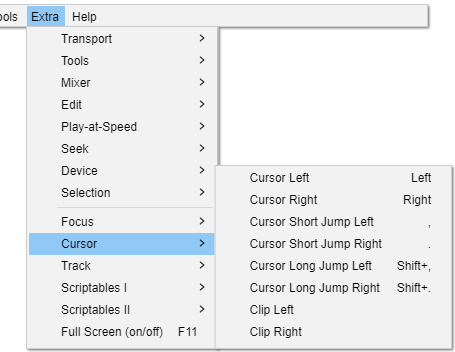 ools Extra Help
Transport
Tools
Mixer
Edit
Play-at-Speed
Seek
Device
Selection
Focus
Cursor
Track
Scriptables I
Scriptables II
Full Screen (on/off) F11
Cursor Left Left
Cursor Right Right
Cursor Short Jump Left ,
Cursor Short Jump Right .
Cursor Long Jump Left Shift+,
Cursor Long Jump Right Shift+.
Clip Left
Clip Right